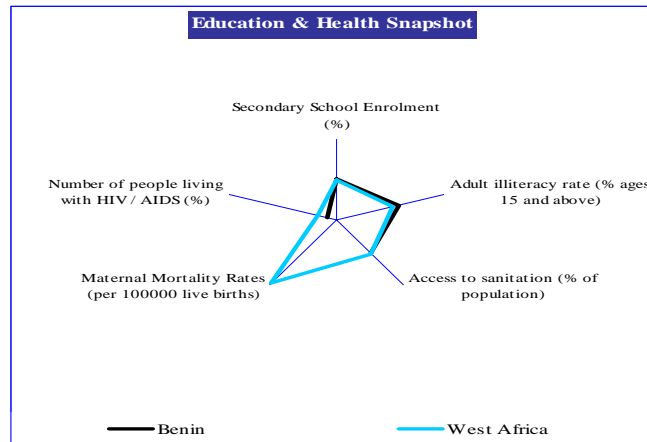 Education & Health Snapshot
Secondary School Enrolment
(%)
Number of people living
with HIV / AIDS (%)
Adult illiteracy rate (% ages
15 and above)
Maternal Mortality Rates
(per 100000 live births)
Access to sanitation (% of
population)
Benin
West Africa